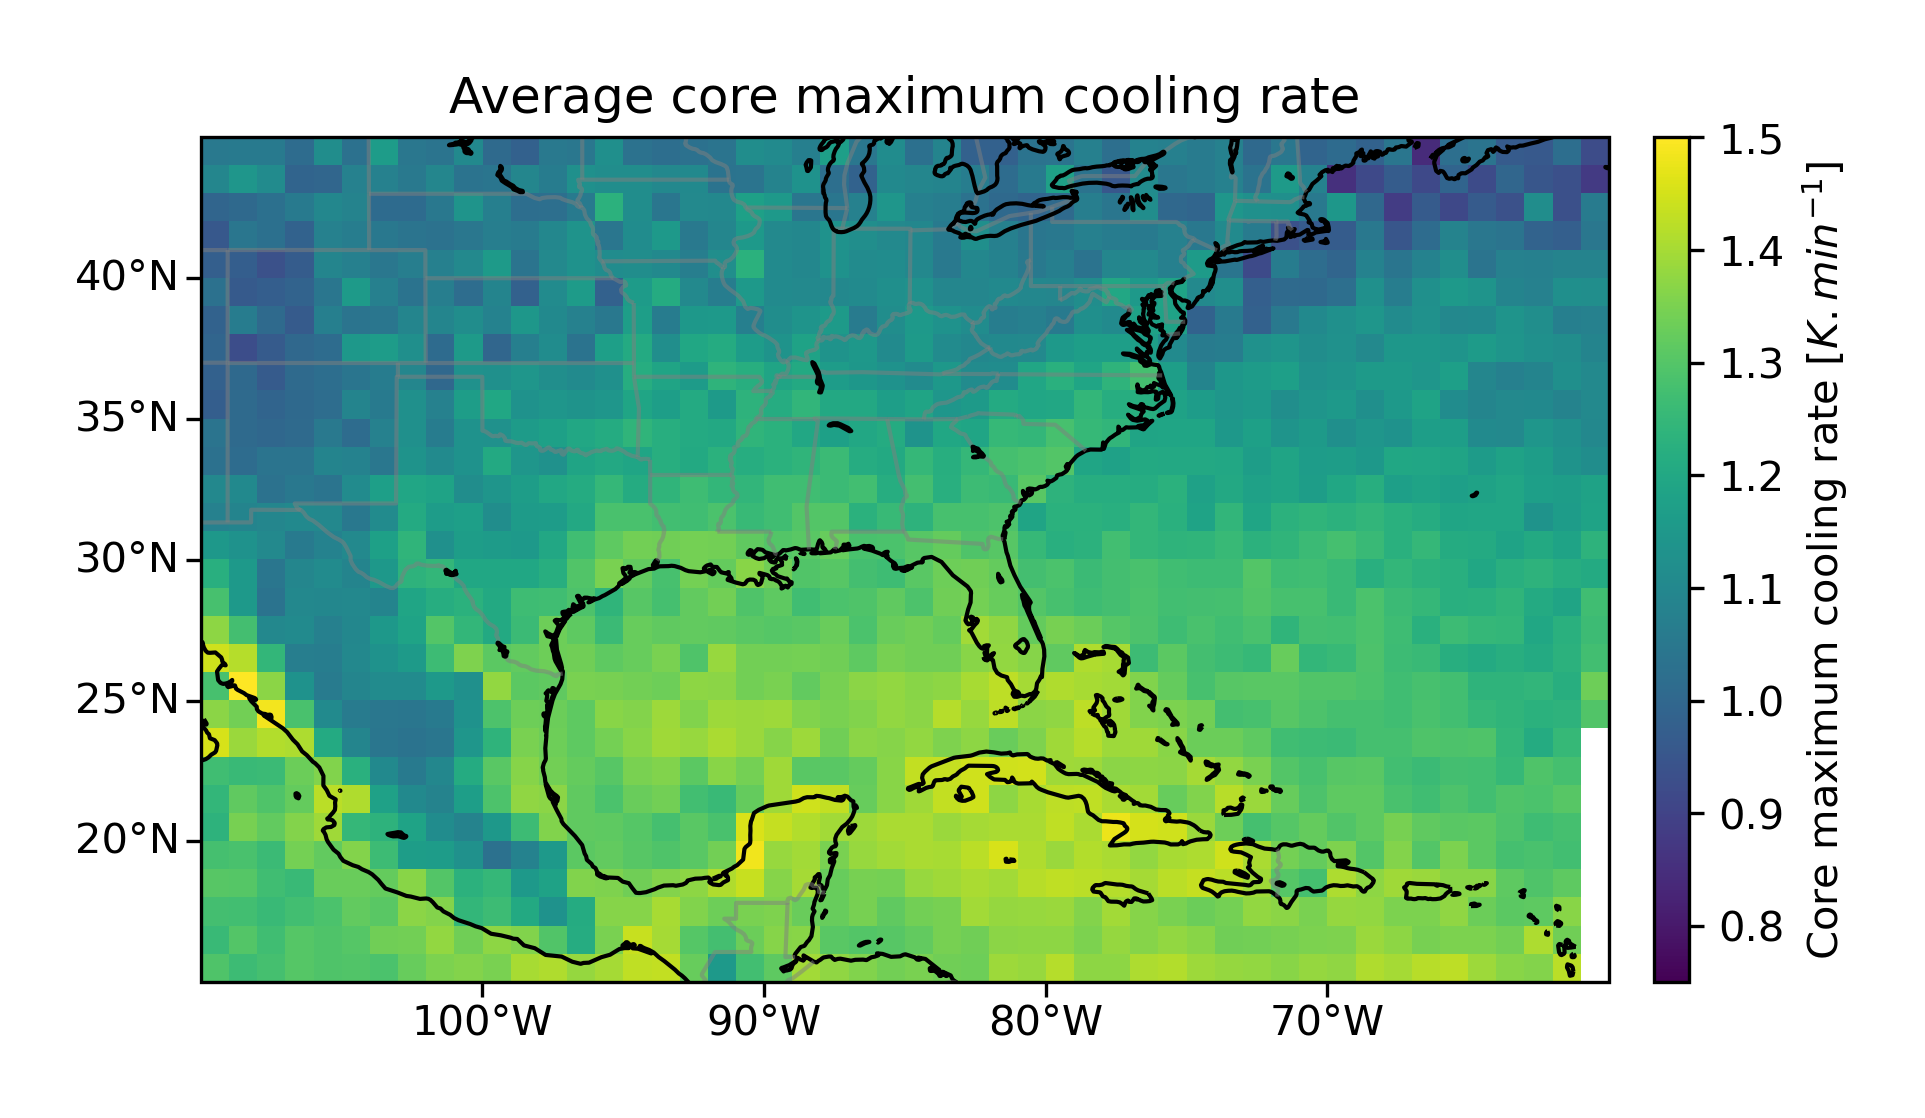 Average core maximum cooling rate
40°N
35°N
30°N
25°N
20°N
100°W
90°W
80°W
70°W
1.5
1.4
1.3
1.2
1.1
1.0
0.9
0.8
Core maximum cooling rate [K.min⁻¹]